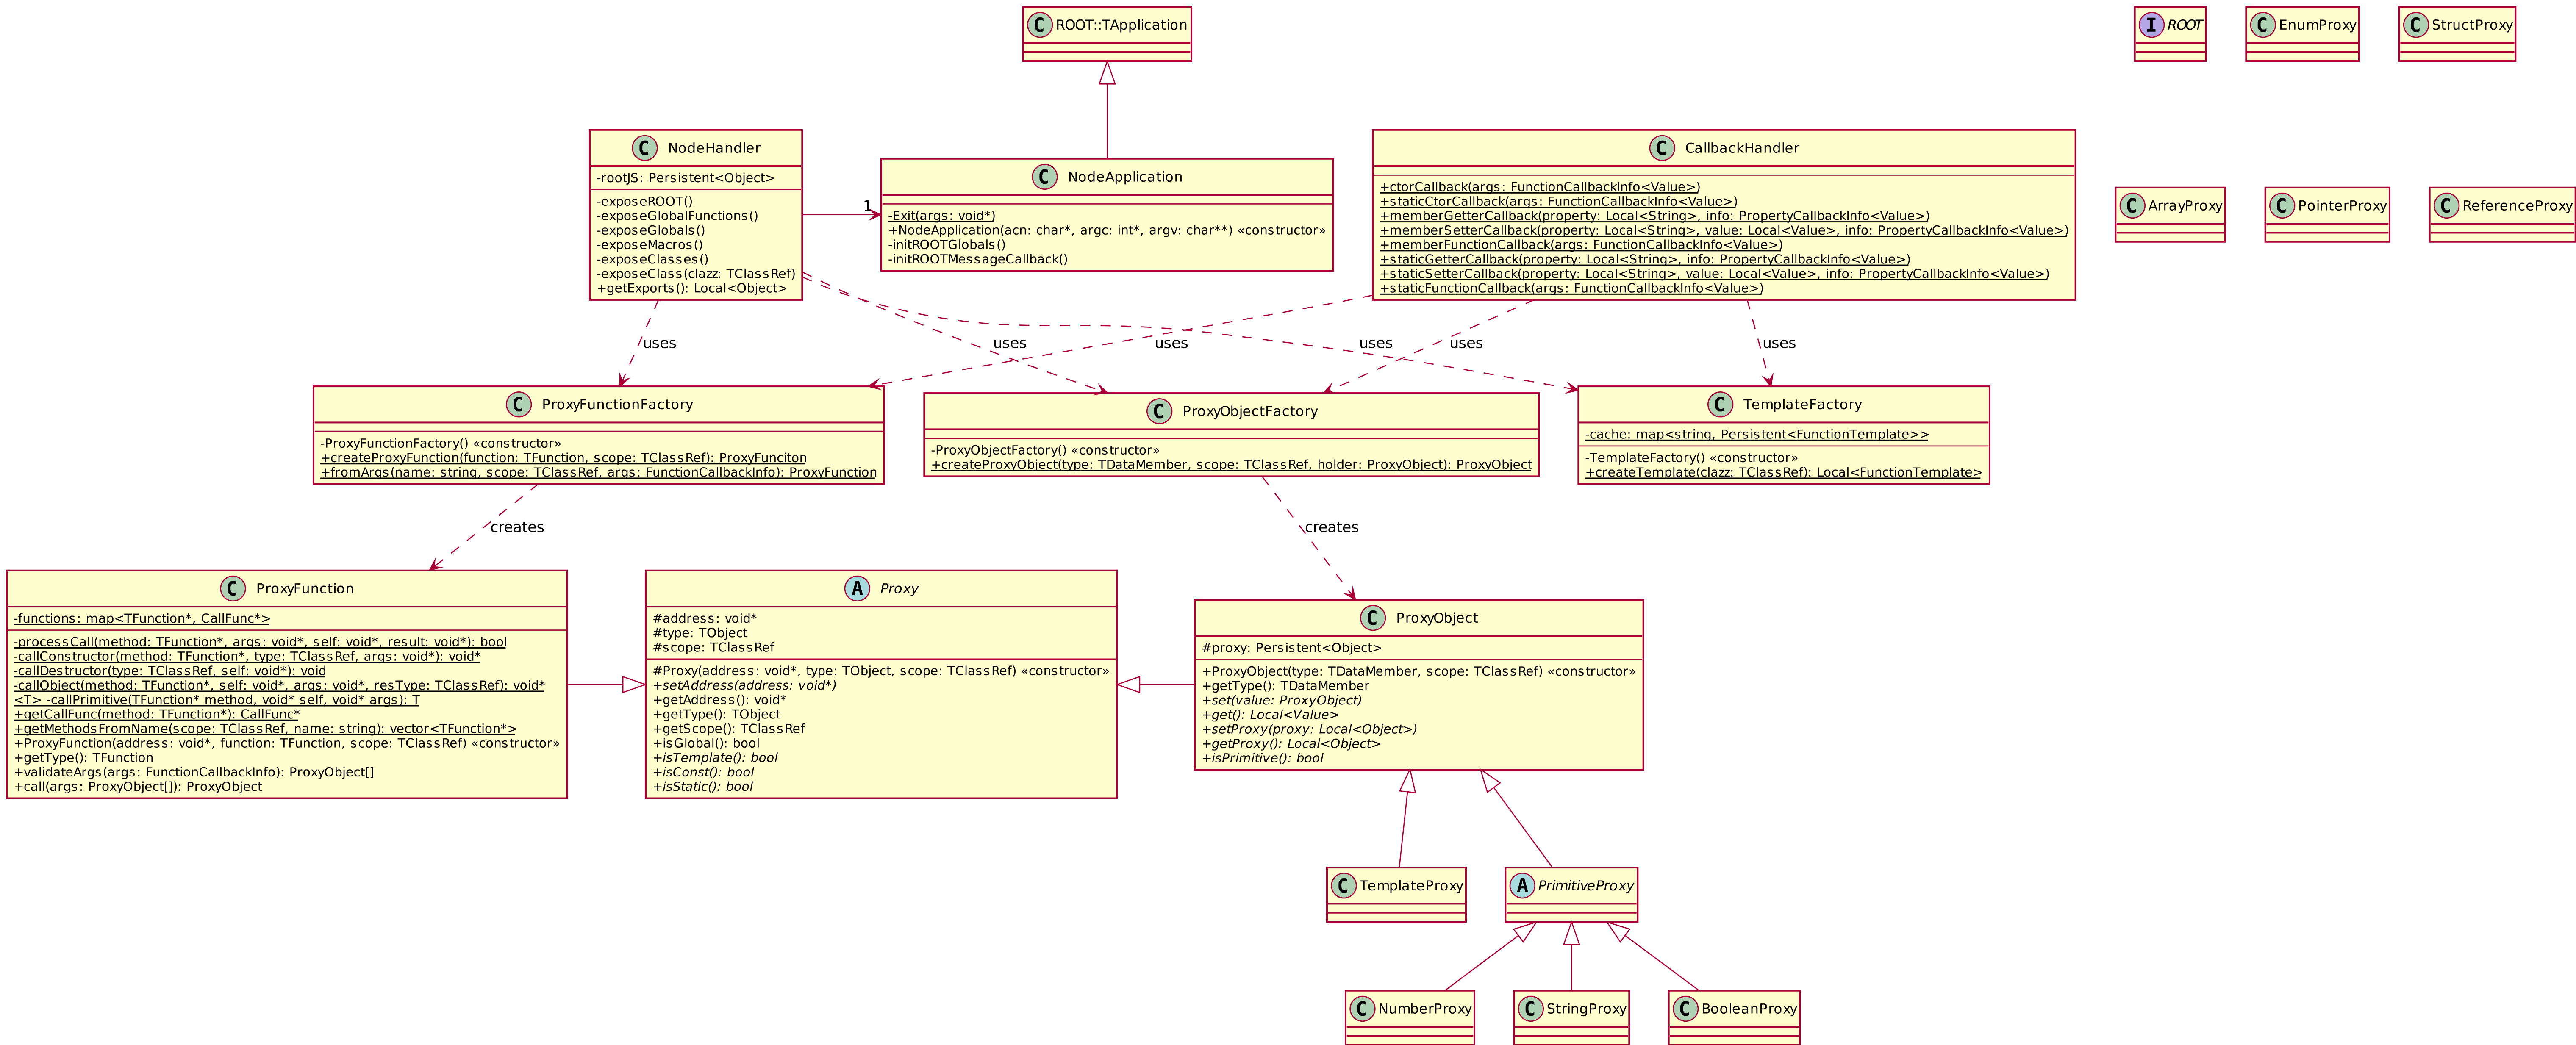 C ROOT::TApplication
I ROOT
C EnumProxy
C StructProxy
C NodeHandler
-rootJS: Persistent<Object>
-exposeROOT()
-exposeGlobalFunctions()
-exposeGlobals()
-exposeMacros()
-exposeClasses()
-exposeClass(clazz: TClassRef)
+getExports(): Local<Object>
1
C NodeApplication
-Exit(args: void*)
+NodeApplication(acn: char*, argc: int*, argv: char**) «constructor»
-initROOTGlobals()
-initROOTMessageCallback()
C CallbackHandler
+ctorCallback(args: FunctionCallbackInfo<Value>)
+staticCtorCallback(args: FunctionCallbackInfo<Value>)
+memberGetterCallback(property: Local<String>, info: PropertyCallbackInfo<Value>)
+memberSetterCallback(property: Local<String>, value: Local<Value>, info: PropertyCallbackInfo<Value>)
+memberFunctionCallback(args: FunctionCallbackInfo<Value>)
+staticGetterCallback(property: Local<String>, info: PropertyCallbackInfo<Value>)
+staticSetterCallback(property: Local<String>, value: Local<Value>, info: PropertyCallbackInfo<Value>)
+staticFunctionCallback(args: FunctionCallbackInfo<Value>)
C ArrayProxy
C PointerProxy
C ReferenceProxy
uses
uses
uses
uses
uses
uses
C ProxyFunctionFactory
-ProxyFunctionFactory() «constructor»
+createProxyFunction(function: TFunction, scope: TClassRef): ProxyFunciton
+fromArgs(name: string, scope: TClassRef, args: FunctionCallbackInfo): ProxyFunction
C ProxyObjectFactory
-ProxyObjectFactory() «constructor»
+createProxyObject(type: TDataMember, scope: TClassRef, holder: ProxyObject): ProxyObject
C TemplateFactory
-cache: map<string, Persistent<FunctionTemplate>>
-TemplateFactory() «constructor»
+createTemplate(clazz: TClassRef): Local<FunctionTemplate>
creates
creates
C ProxyFunction
-functions: map<TFunction*, CallFunc*>
-processCall(method: TFunction*, args: void*, self: void*, result: void*): bool
-callConstructor(method: TFunction*, type: TClassRef, args: void*): void*
-callDestructor(type: TClassRef, self: void*): void
-callObject(method: TFunction*, self: void*, args: void*, resType: TClassRef): void*
<T> -callPrimitive(TFunction* method, void* self, void* args): T
+getCallFunc(method: TFunction*): CallFunc*
+getMethodsFromName(scope: TClassRef, name: string): vector<TFunction*>
+ProxyFunction(address: void*, function: TFunction, scope: TClassRef) «constructor»
+getType(): TFunction
+validateArgs(args: FunctionCallbackInfo): ProxyObject[]
+call(args: ProxyObject[]): ProxyObject
A Proxy
#address: void*
#type: TObject
#scope: TClassRef
#Proxy(address: void*, type: TObject, scope: TClassRef) «constructor»
+setAddress(address: void*)
+getAddress(): void*
+getType(): TObject
+getScope(): TClassRef
+isGlobal(): bool
+isTemplate(): bool
+isConst(): bool
+isStatic(): bool
C ProxyObject
#proxy: Persistent<Object>
+ProxyObject(type: TDataMember, scope: TClassRef) «constructor»
+getType(): TDataMember
+set(value: ProxyObject)
+get(): Local<Value>
+setProxy(proxy: Local<Object>)
+getProxy(): Local<Object>
+isPrimitive(): bool
C TemplateProxy
A PrimitiveProxy
C NumberProxy
C StringProxy
C BooleanProxy